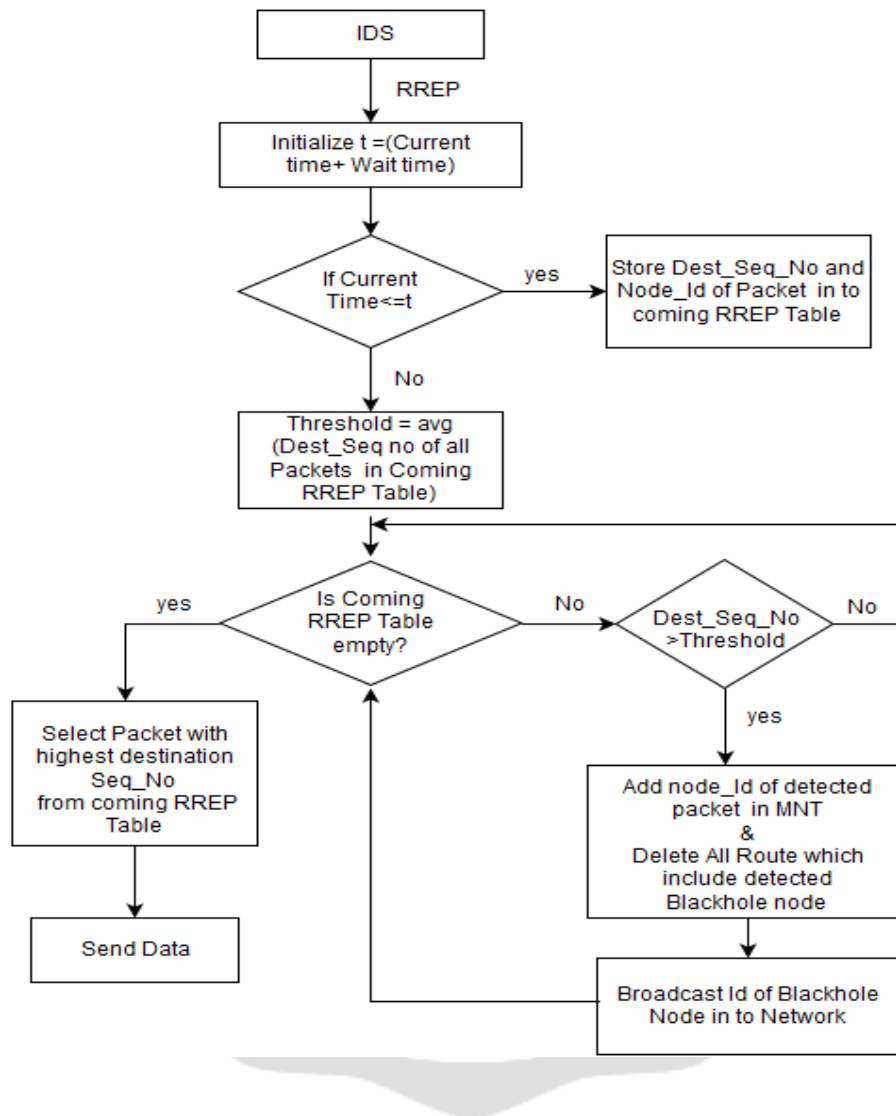 IDS
RREP
Initialize t =(Current
time+ Wait time)
If Current
Time<=t
yes
Store Dest_Seq_No and
Node_Id of Packet in to
coming RREP Table
No
Threshold = avg
(Dest_Seq no of all
Packets in Coming
RREP Table)
yes
Is Coming
RREP Table
empty?
No
Dest_Seq_No
>Threshold
No
yes
Select Packet with
highest destination
Seq_No
from coming RREP
Table
Add node_Id of detected
packet in MNT
&
Delete All Route which
include detected
Blackhole node
Send Data
Broadcast Id of Blackhole
Node in to Network